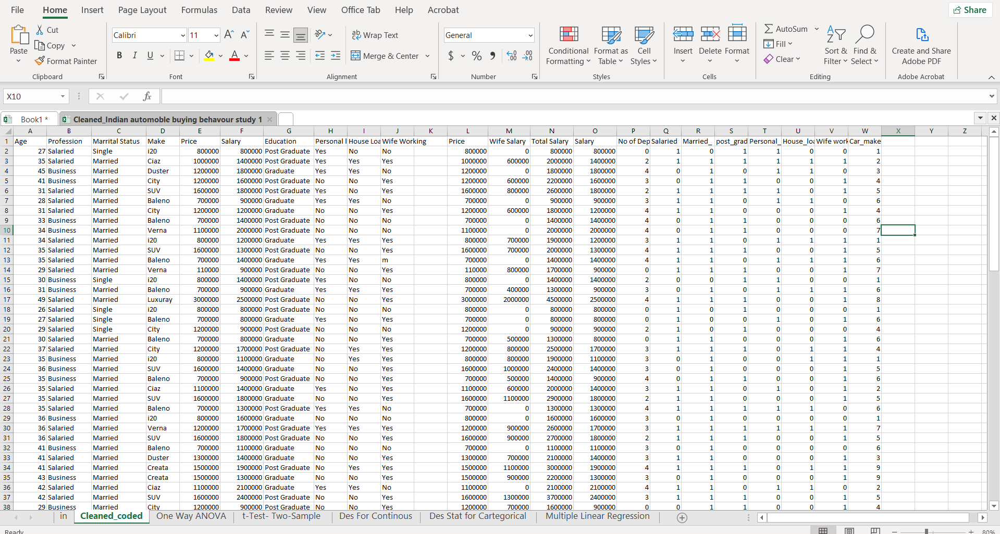 File Home Insert Page Layout Formulas Data Review View Office Tab Help Acrobat Share
Cut
Copy
Format Painter
Paste
Calibri 11
B I U
Wrap Text
Merge & Center
General
$ % ,
Conditional Formatting
Format as Table
Cell Styles
Insert Delete Format
AutoSum
Fill
Clear
Sort & Filter
Find & Select
Create and Share Adobe PDF
Clipboard Font Alignment Number Styles Cells Editing Adobe Acrobat
X10 fx
Book1 * Cleaned_Indian automoble buying behavour study 1
A B C D E F G H I J K L M N O P Q R S T U V W X Y Z
1 Age Profession Marrital Status Make Price Salary Education Personal l House Loa Wife Working Price Wife Salary Total Salary Salary No of Dep Salaried Married_ post_grad Personal_ House_loa Wife work Car_make
2 27 Salaried Single i20 800000 800000 Post Graduate Yes No No 800000 0 800000 800000 0 1 0 1 1 0 0 1
3 35 Salaried Married Ciaz 1000000 1400000 Post Graduate Yes Yes Yes 1000000 600000 2000000 1400000 2 1 1 1 1 1 1 2
4 45 Business Married Duster 1200000 1800000 Graduate Yes Yes No 1200000 0 1800000 1800000 4 0 1 0 1 1 0 3
5 41 Business Married City 1200000 1600000 Post Graduate No No Yes 1200000 600000 2200000 1600000 3 0 1 1 0 0 1 4
6 31 Salaried Married SUV 1600000 1800000 Post Graduate Yes No Yes 1600000 800000 2600000 1800000 2 1 1 1 1 0 1 5
7 28 Salaried Married Baleno 700000 900000 Graduate Yes Yes No 700000 0 900000 900000 3 1 1 0 1 1 0 6
8 31 Salaried Married City 1200000 1200000 Graduate No No Yes 1200000 600000 1800000 1200000 4 1 1 0 0 0 1 4
9 33 Business Married Baleno 700000 1400000 Post Graduate No No No 700000 0 1400000 1400000 4 0 1 1 0 0 0 6
10 34 Business Married Verna 1100000 2000000 Post Graduate No No No 1100000 0 2000000 2000000 4 0 1 1 0 0 0 7
11 34 Salaried Married i20 800000 1200000 Graduate Yes Yes Yes 800000 700000 1900000 1200000 3 1 1 0 1 1 1 1
12 35 Salaried Married SUV 1600000 1300000 Post Graduate No No Yes 1600000 700000 2000000 1300000 4 1 1 1 0 0 1 5
13 35 Salaried Married Baleno 700000 1400000 Graduate Yes Yes m 700000 0 1400000 1400000 4 1 1 0 1 1 1 6
14 29 Salaried Married Verna 110000 900000 Post Graduate No No Yes 110000 800000 1700000 900000 0 1 1 1 0 0 1 7
15 30 Business Single i20 800000 1400000 Post Graduate Yes No No 800000 0 1400000 1400000 2 0 0 1 1 0 0 1
16 31 Business Married Baleno 700000 900000 Graduate Yes Yes Yes 700000 400000 1300000 900000 3 0 1 0 1 1 1 6
17 49 Salaried Married Luxuray 3000000 2500000 Post Graduate No No Yes 3000000 2000000 4500000 2500000 4 1 1 1 0 0 1 8
18 26 Salaried Single i20 800000 800000 Post Graduate No No No 800000 0 800000 800000 0 1 0 1 0 0 0 1
19 27 Salaried Single Baleno 700000 800000 Graduate Yes No Yes 700000 0 800000 800000 0 1 0 0 1 0 1 6
20 29 Salaried Single City 1200000 900000 Post Graduate No No No 1200000 0 900000 900000 2 1 0 1 0 0 0 4
21 30 Salaried Married Baleno 700000 800000 Graduate No No Yes 700000 500000 1300000 800000 0 1 1 0 0 0 1 6
22 37 Salaried Married City 1200000 1700000 Post Graduate No Yes Yes 1200000 800000 2500000 1700000 3 1 1 1 0 1 1 4
23 35 Business Married i20 800000 1100000 Graduate No Yes Yes 800000 800000 1900000 1100000 3 0 1 0 0 1 1 1
24 36 Business Married SUV 1600000 1400000 Graduate No No Yes 1600000 1000000 2400000 1400000 3 0 1 0 0 0 1 5
25 35 Business Married Baleno 700000 900000 Post Graduate No No Yes 700000 500000 1400000 900000 4 0 1 1 0 0 1 6
26 35 Salaried Married Ciaz 1100000 1400000 Graduate Yes No Yes 1100000 600000 2000000 1400000 3 1 1 0 1 0 1 2
27 35 Salaried Married SUV 1600000 1800000 Graduate No No Yes 1600000 1100000 2900000 1800000 2 1 1 0 0 0 1 5
28 35 Salaried Married Baleno 700000 1300000 Post Graduate Yes Yes No 700000 0 1300000 1300000 4 1 1 1 1 1 0 6
29 36 Business Married i20 800000 1600000 Graduate No No No 800000 0 1600000 1600000 3 0 1 0 0 0 0 1
30 36 Salaried Married Verna 1200000 1700000 Post Graduate Yes Yes Yes 1200000 900000 2600000 1700000 3 1 1 1 1 1 1 7
31 36 Salaried Married SUV 1600000 1800000 Post Graduate No No Yes 1600000 900000 2700000 1800000 2 1 1 1 0 0 1 5
32 41 Business Married Baleno 700000 1100000 Graduate No No No 700000 0 1100000 1100000 3 0 1 0 0 0 0 6
33 41 Salaried Married Duster 1300000 1400000 Graduate No No Yes 1300000 700000 2100000 1400000 3 1 1 0 0 0 1 3
34 41 Salaried Married Creata 1500000 1900000 Post Graduate No Yes Yes 1500000 1100000 3000000 1900000 4 1 1 1 0 1 1 9
35 43 Business Married Creata 1500000 1300000 Graduate No No Yes 1500000 900000 2200000 1300000 3 0 1 0 0 0 1 9
36 42 Salaried Married Ciaz 1100000 2100000 Graduate Yes Yes No 1100000 0 2100000 2100000 4 1 1 0 1 1 0 2
37 42 Salaried Married SUV 1600000 2400000 Post Graduate No No Yes 1600000 1300000 3700000 2400000 3 1 1 1 0 0 1 5
38 29 Business Married City 1200000 900000 Post Graduate No No Yes 1200000 700000 1600000 900000 0 0 1 1 0 0 1 4
in Cleaned_coded One Way ANOVA t-Test- Two-Sample Des For Continous Des Stat for Cartegorical Multiple Linear Regression
Ready 80%